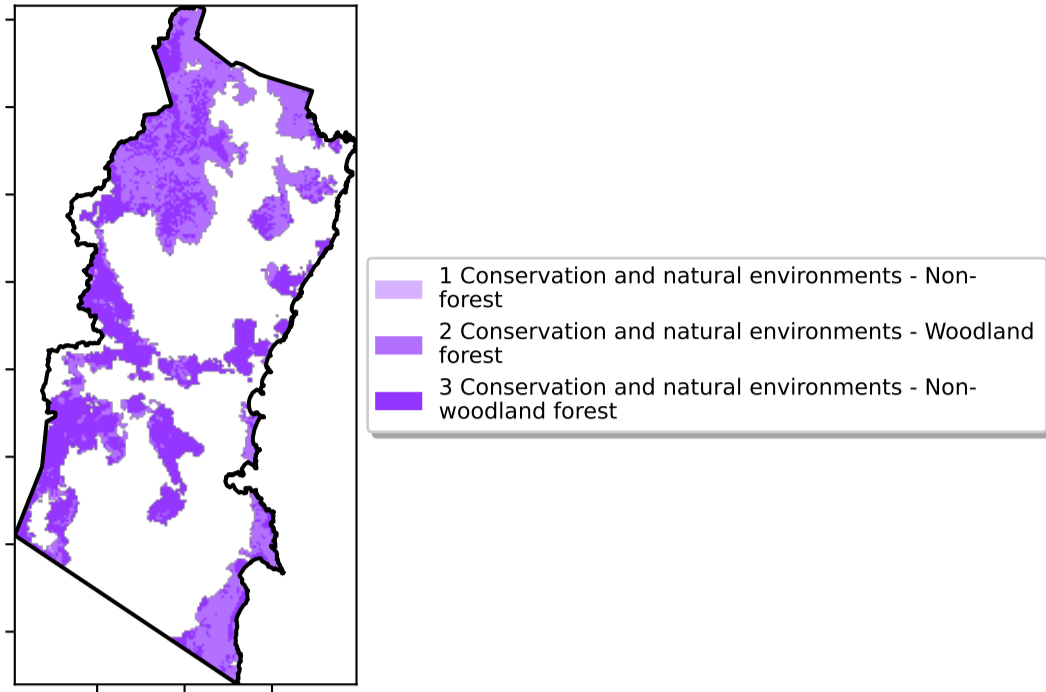 1 Conservation and natural environments - Non-
forest
2 Conservation and natural environments - Woodland
forest
3 Conservation and natural environments - Non-
woodland forest